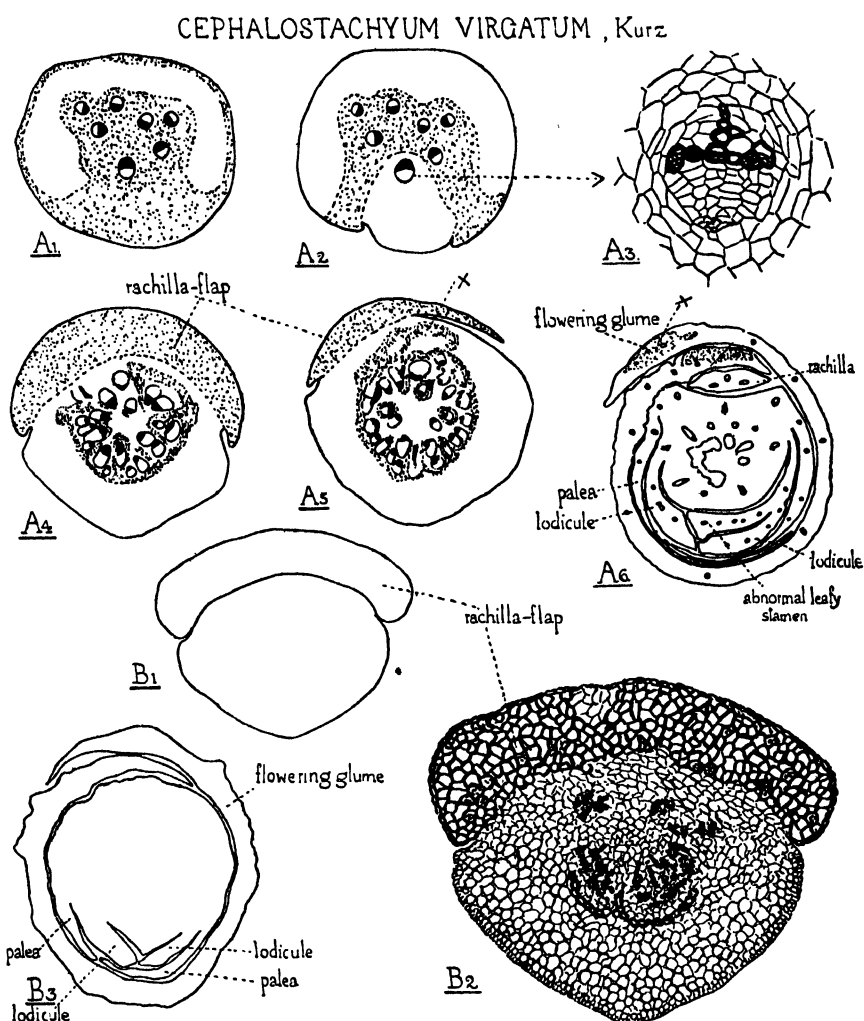 CEPHALOSTACHYUM VIRGATUM, Kurz
A1
A2
A3
rachilla-flap
x
A4
A5
x
flowering glume
rachilla
palea
lodicule
lodicule
abnormal leafy
stamen
A6
rachilla-flap
B1
flowering glume
palea
lodicule
palea
lodicule
B3
B2